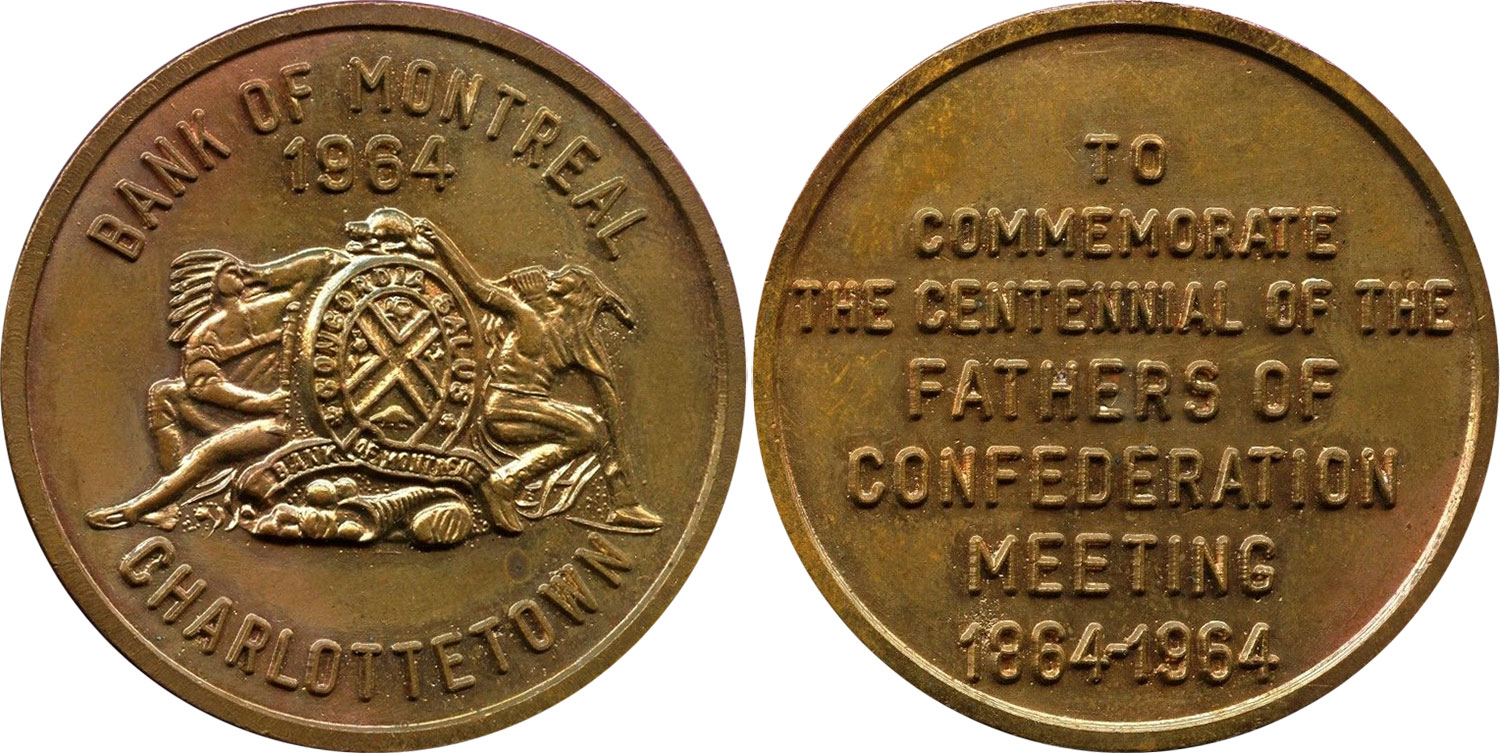 BANK OF MONTREAL
1964
CONCORDIA SALUS
BANK OF MONTREAL
CHARLOTTETOWN
TO
COMMEMORATE
THE CENTENNIAL OF THE
FATHERS OF
CONFEDERATION
MEETING
1864-1964